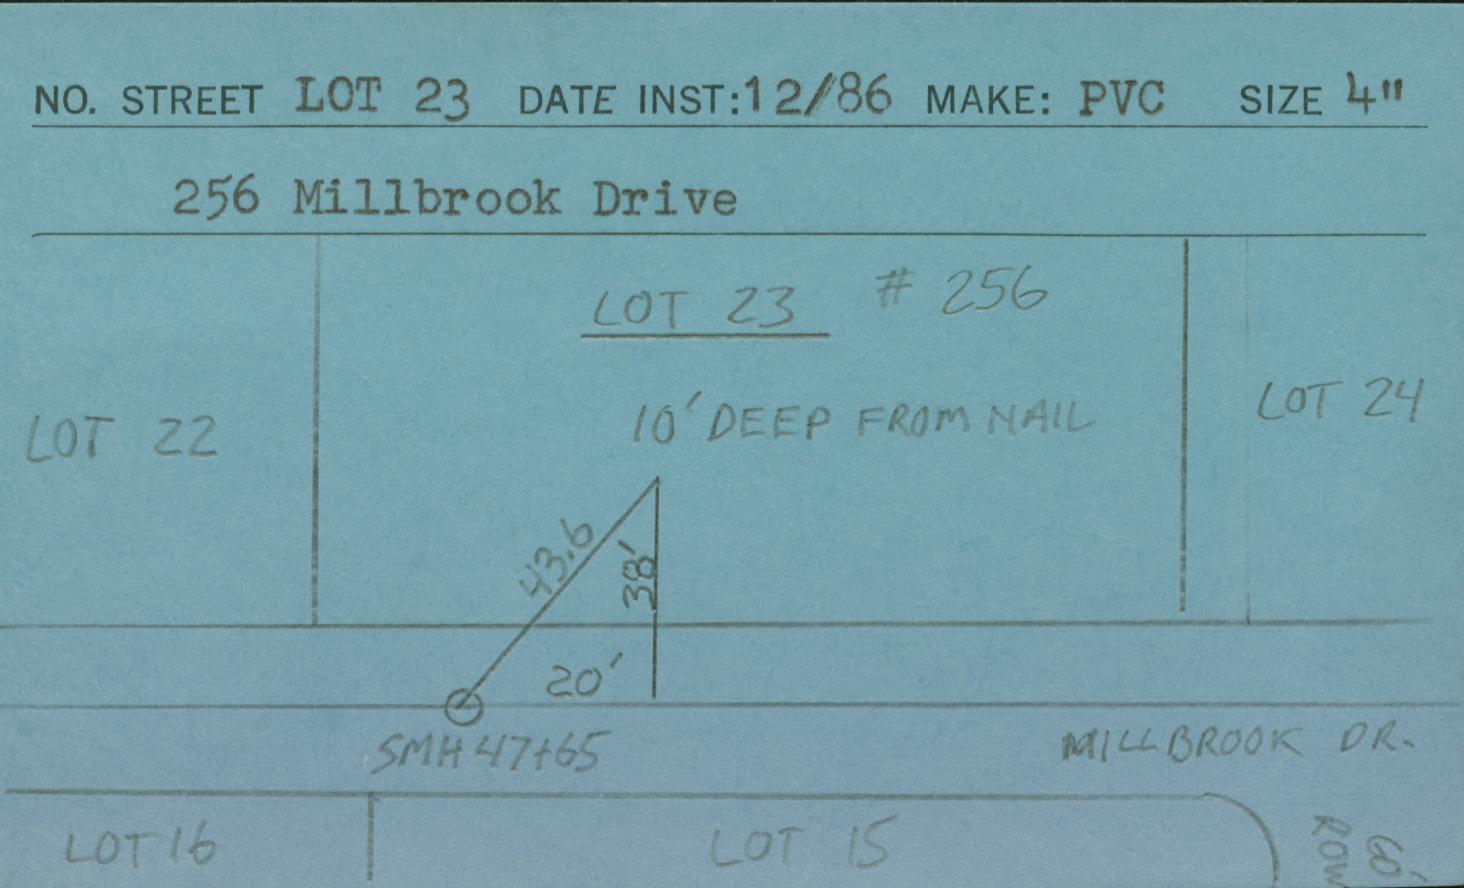 NO. STREET LOT 23 DATE INST: 12/86 MAKE: PVC SIZE 4"
256 Millbrook Drive
LOT 23 # 256
LOT 22
10' DEEP FROM NAIL
LOT 24
43.6
38'
20'
SMH 47+65
MILLBROOK DR.
LOT 16
LOT 15
60'
ROW